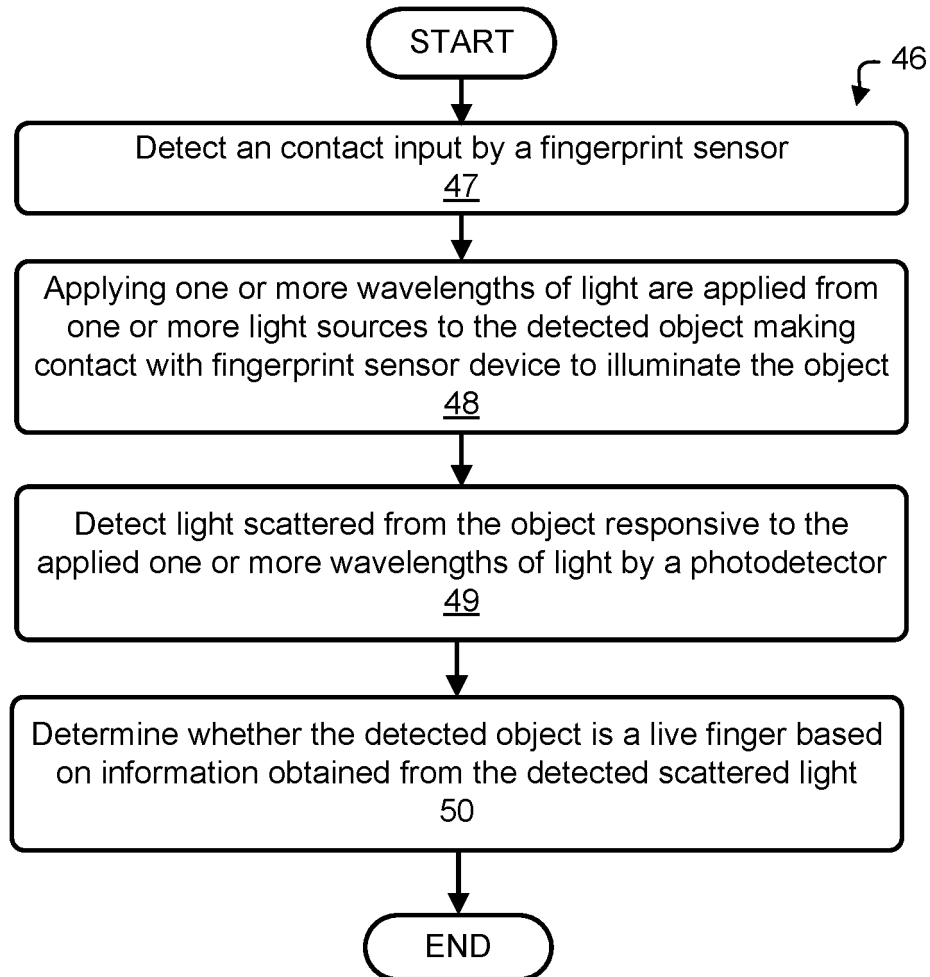 START
46
Detect an contact input by a fingerprint sensor
47
Applying one or more wavelengths of light are applied from
one or more light sources to the detected object making
contact with fingerprint sensor device to illuminate the object
48
Detect light scattered from the object responsive to the
applied one or more wavelengths of light by a photodetector
49
Determine whether the detected object is a live finger based
on information obtained from the detected scattered light
50
END